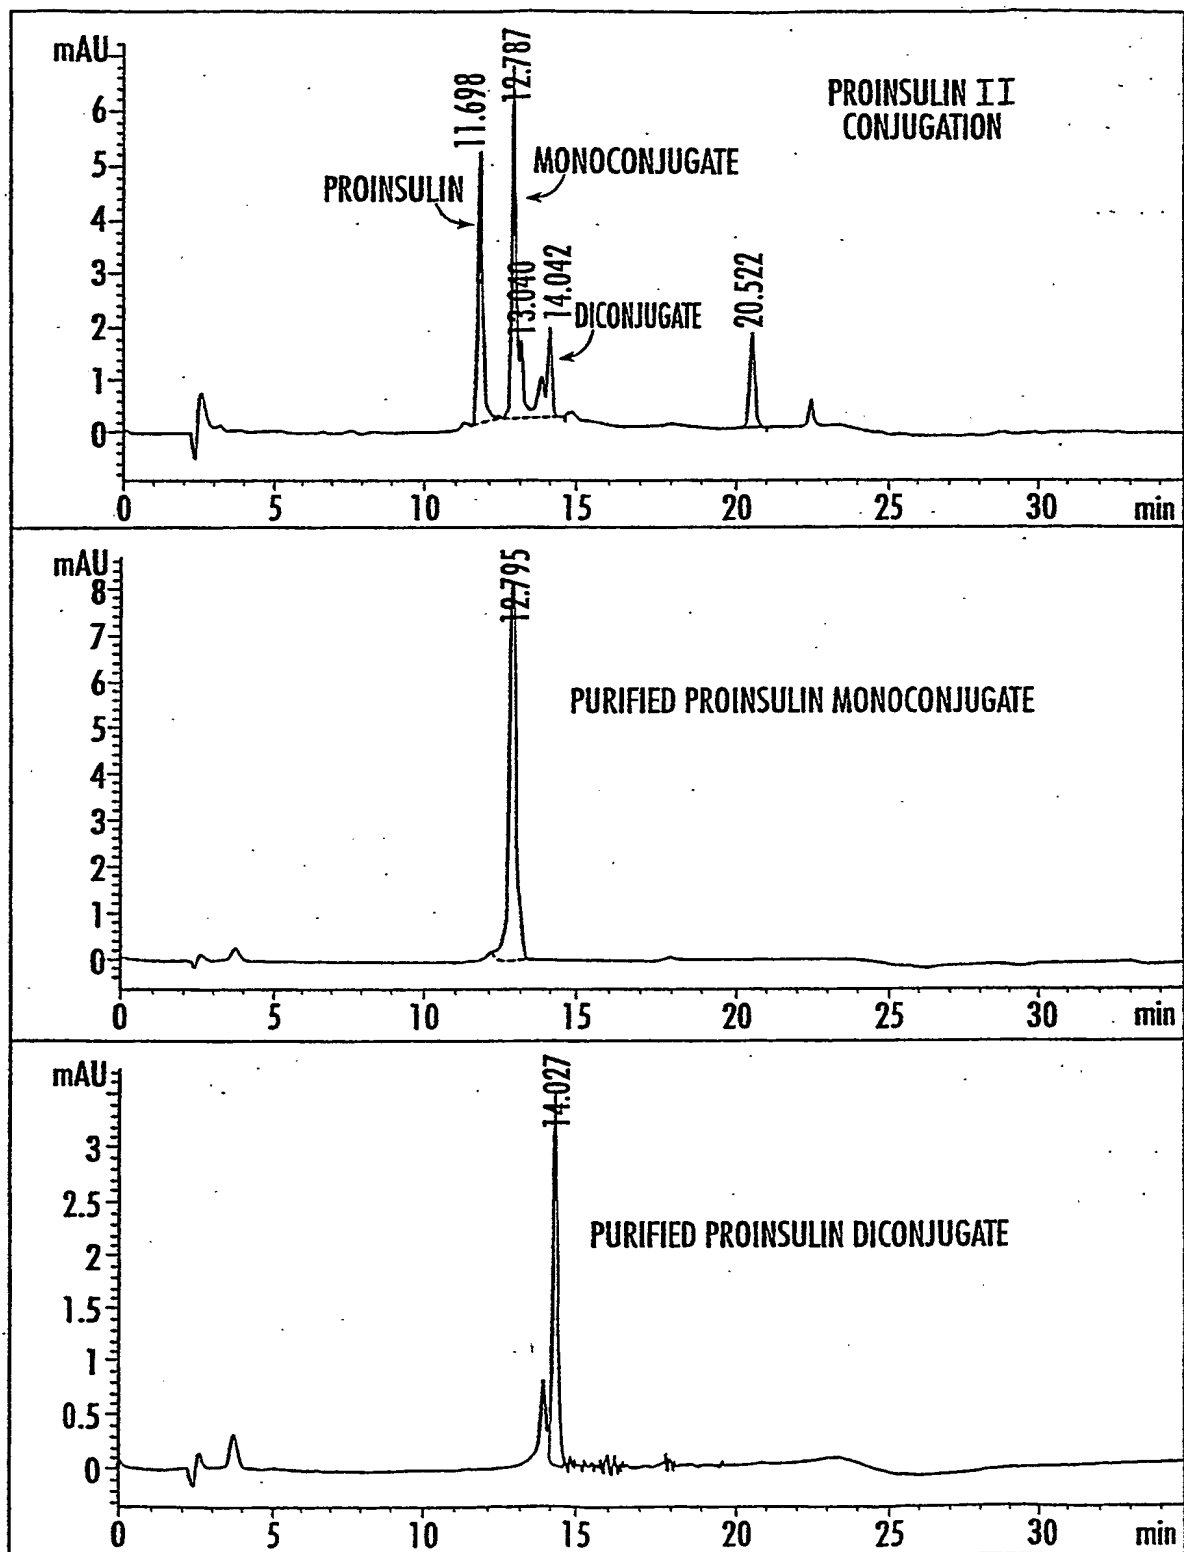 mAU
6
5
4
3
2
1
0
11.698
12.787
13.040
14.042
20.522
PROINSULIN II
CONJUGATION
PROINSULIN
MONOCONJUGATE
DICONJUGATE
0 5 10 15 20 25 30 min
mAU
8
7
6
5
4
3
2
1
0
12.795
PURIFIED PROINSULIN MONOCONJUGATE
0 5 10 15 20 25 30 min
mAU
3
2.5
2
1.5
1
0.5
0
14.027
PURIFIED PROINSULIN DICONJUGATE
0 5 10 15 20 25 30 min